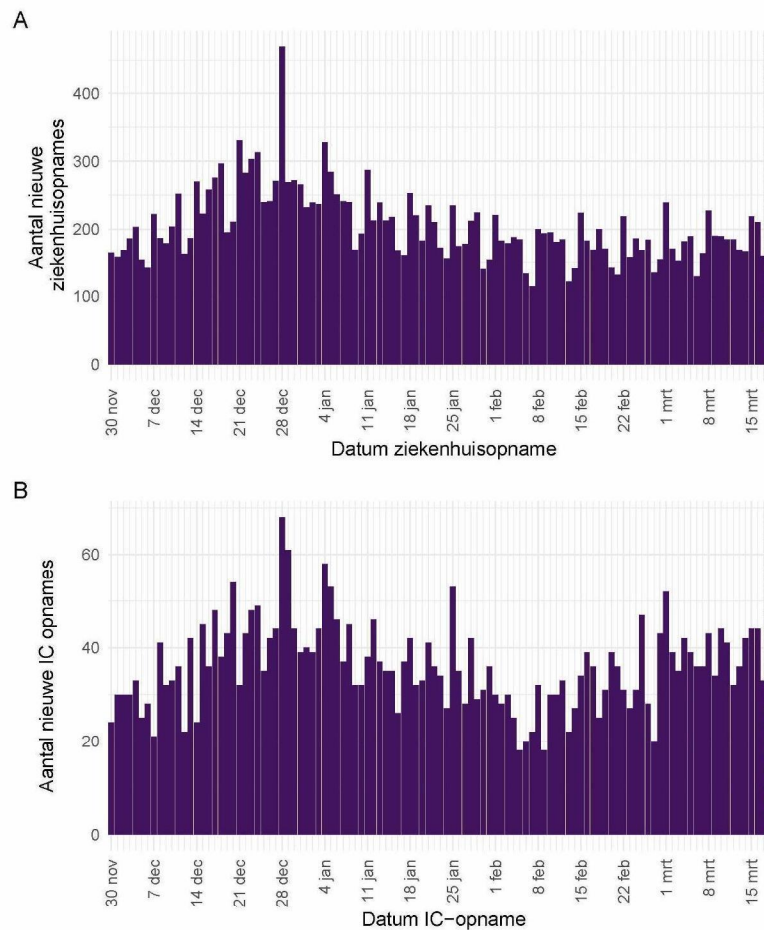 A
Aantal nieuwe
ziekenhuisopnames
400
300
200
100
0
30 nov
7 dec
14 dec
21 dec
28 dec
4 jan
11 jan
18 jan
25 jan
1 feb
8 feb
15 feb
22 feb
1 mrt
8 mrt
15 mrt
Datum ziekenhuisopname
B
Aantal nieuwe IC opnames
60
40
20
0
30 nov
7 dec
14 dec
21 dec
28 dec
4 jan
11 jan
18 jan
25 jan
1 feb
8 feb
15 feb
22 feb
1 mrt
8 mrt
15 mrt
Datum IC-opname